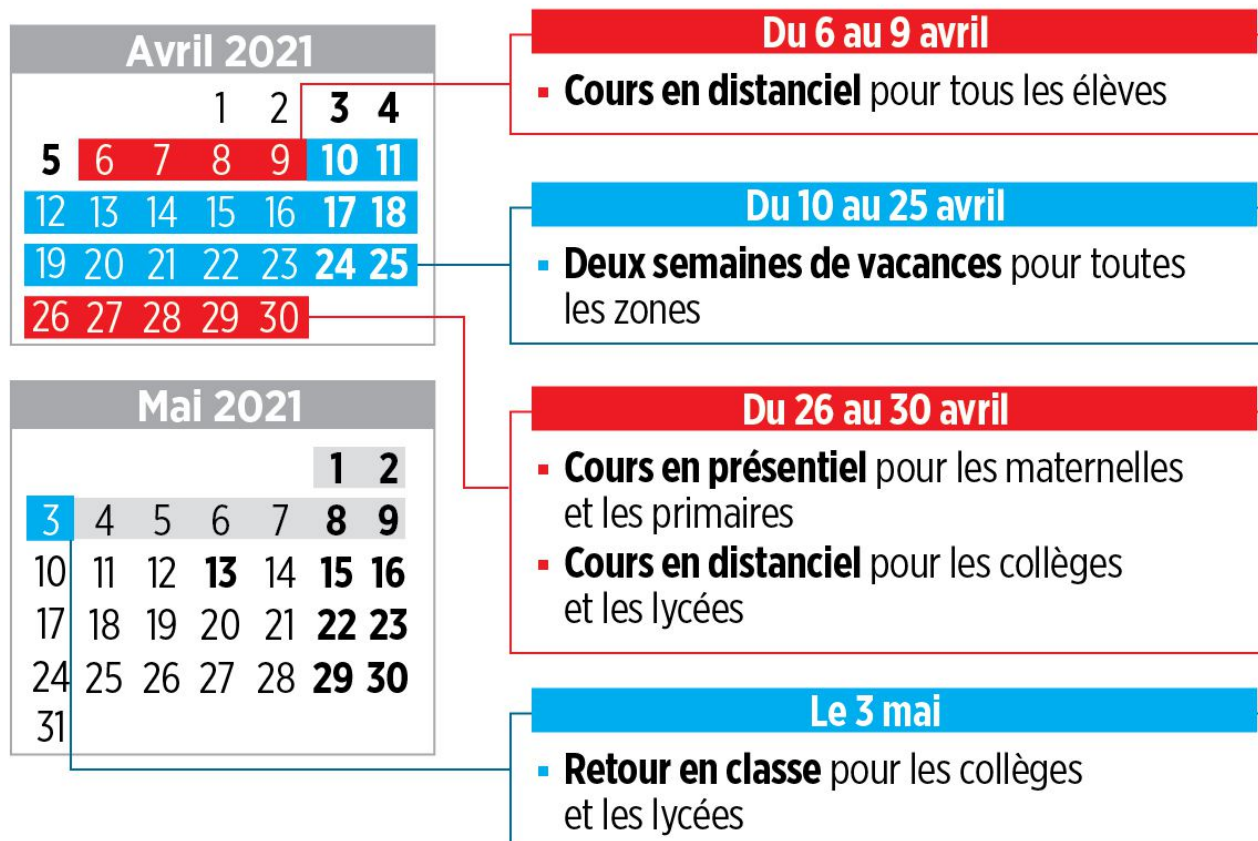 Avril 2021
1 2 3 4
5 6 7 8 9 10 11
12 13 14 15 16 17 18
19 20 21 22 23 24 25
26 27 28 29 30
Mai 2021
1 2
3 4 5 6 7 8 9
10 11 12 13 14 15 16
17 18 19 20 21 22 23
24 25 26 27 28 29 30
31
Du 6 au 9 avril
Cours en distanciel pour tous les élèves
Du 10 au 25 avril
Deux semaines de vacances pour toutes
les zones
Du 26 au 30 avril
Cours en présentiel pour les maternelles
et les primaires
Cours en distanciel pour les collèges
et les lycées
Le 3 mai
Retour en classe pour les collèges
et les lycées